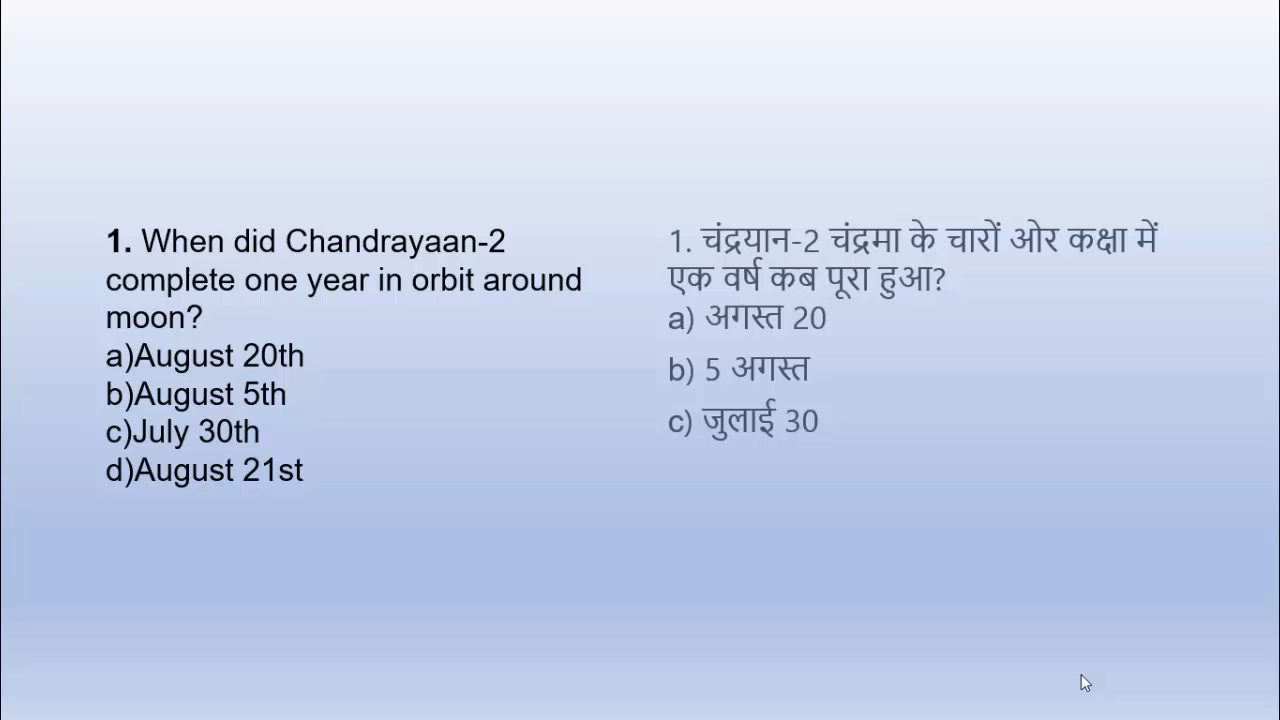 1. When did Chandrayaan-2
complete one year in orbit around
moon?
a)August 20th
b)August 5th
c)July 30th
d)August 21st
1. चंद्रयान-2 चंद्रमा के चारों ओर कक्षा में
एक वर्ष कब पूरा हुआ?
a) अगस्त 20
b) 5 अगस्त
c) जुलाई 30